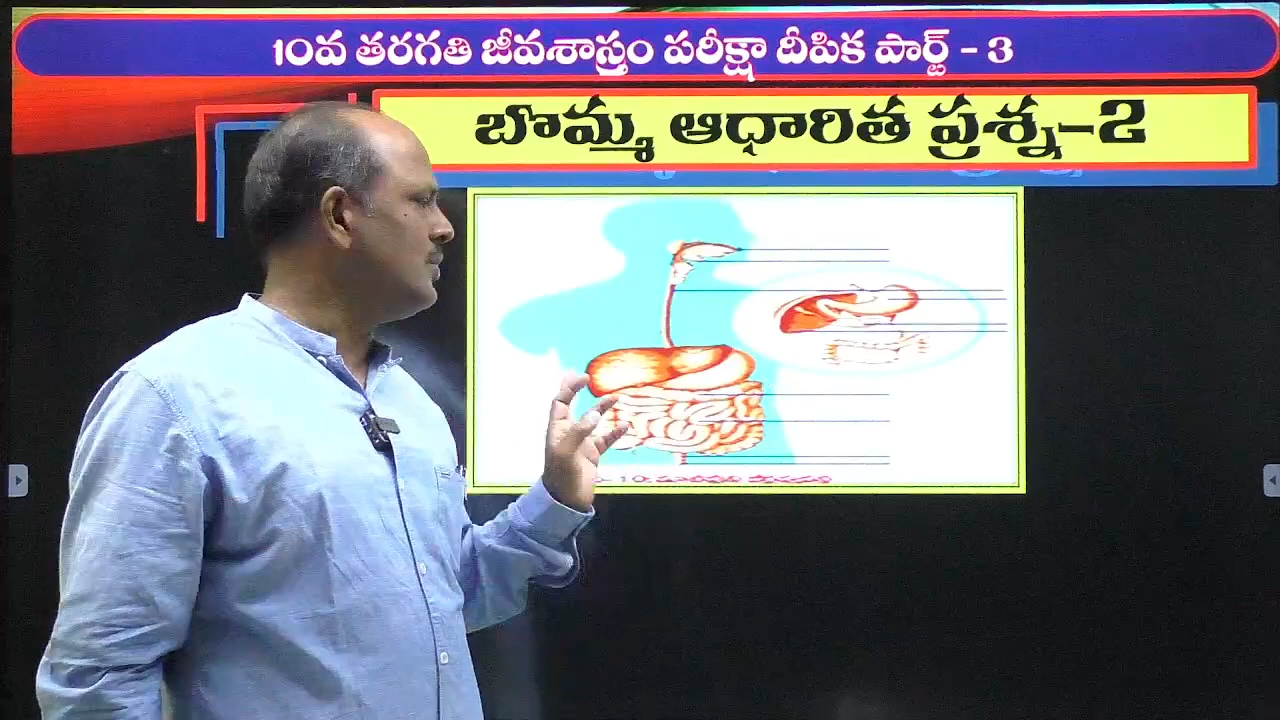 10వ తరగతి జీవశాస్త్రం పరీక్షా దీపిక పార్ట్ - 3
బొమ్మ ఆధారిత ప్రశ్న-2